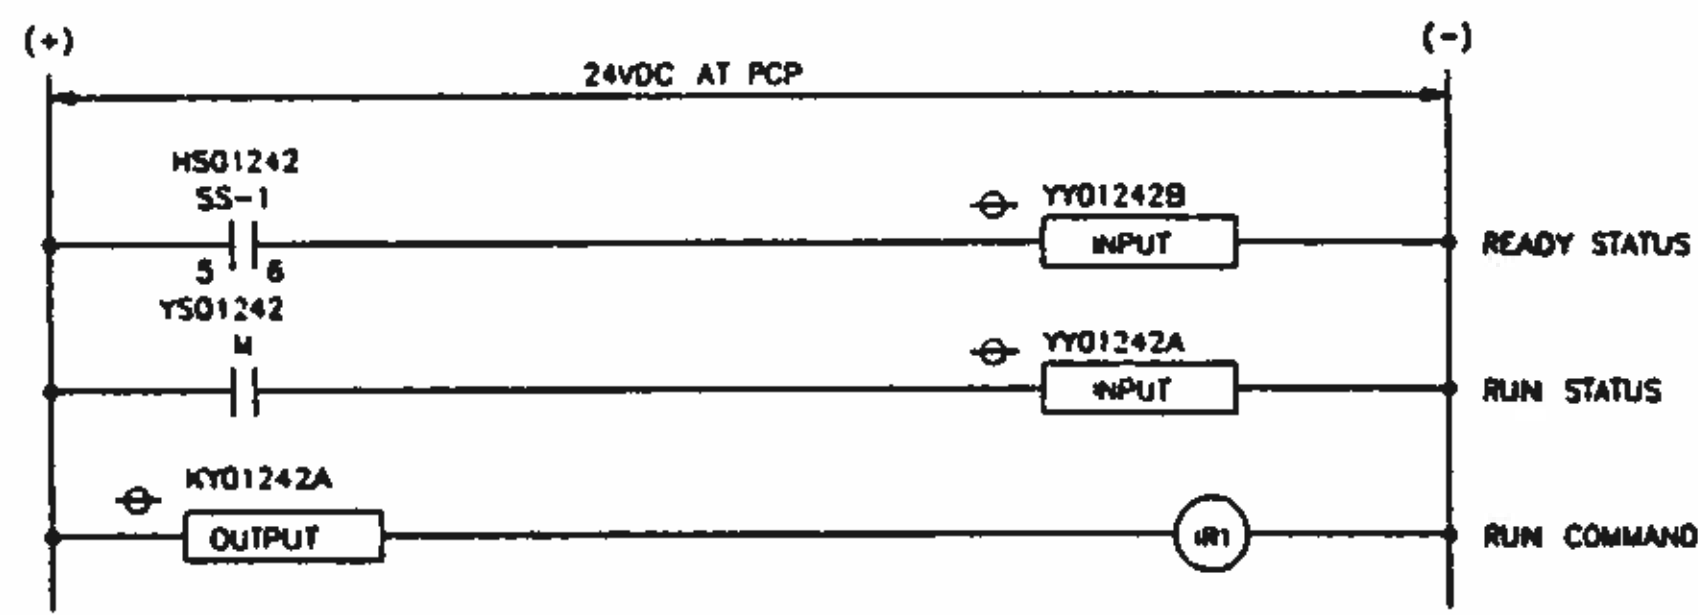 (+) (-)
24VDC AT PCP
HS01242
SS-1
5 6
YY01242B
INPUT
READY STATUS
YS01242
M
YY01242A
INPUT
RUN STATUS
KY01242A
OUTPUT
IR1
RUN COMMAND